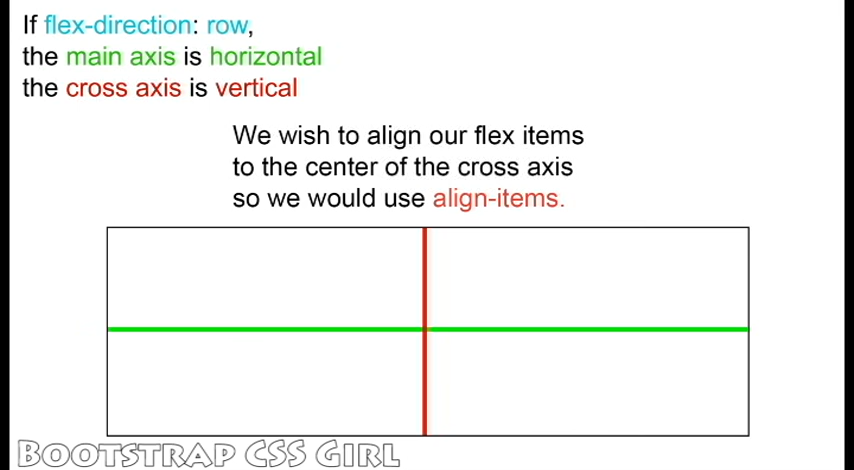 If flex-direction: row,
the main axis is horizontal
the cross axis is vertical
We wish to align our flex items
to the center of the cross axis
so we would use align-items.
Bootstrap CSS Girl